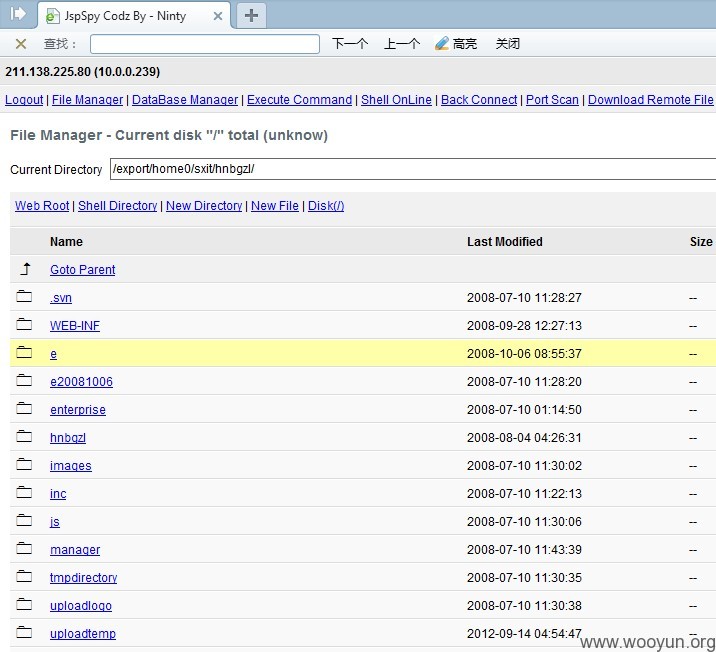 JspSpy Codz By - Ninty
查找：
下一个 上一个 高亮 关闭
211.138.225.80 (10.0.0.239)
Logout | File Manager | DataBase Manager | Execute Command | Shell OnLine | Back Connect | Port Scan | Download Remote File
File Manager - Current disk "/" total (unknow)
Current Directory /export/home0/sxit/hnbgzl/
Web Root | Shell Directory | New Directory | New File | Disk(/)
Name Last Modified Size
Goto Parent
.svn 2008-07-10 11:28:27 --
WEB-INF 2008-09-28 12:27:13 --
e 2008-10-06 08:55:37 --
e20081006 2008-07-10 11:28:20 --
enterprise 2008-07-10 01:14:50 --
hnbgzl 2008-08-04 04:26:31 --
images 2008-07-10 11:30:02 --
inc 2008-07-10 11:22:13 --
js 2008-07-10 11:30:06 --
manager 2008-07-10 11:43:39 --
tmpdirectory 2008-07-10 11:30:35 --
uploadlogo 2008-07-10 11:30:38 --
uploadtemp 2012-09-14 04:54:47 --
www.wooyun.org